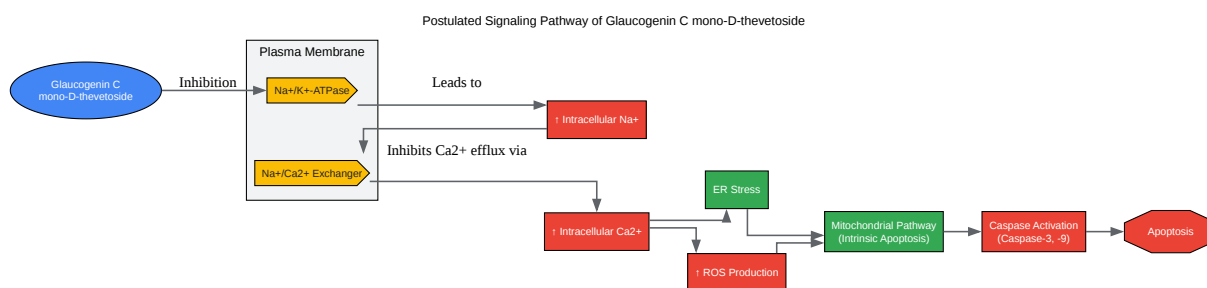 Postulated Signaling Pathway of Glaucogenin C mono-D-thevetoside
Plasma Membrane
Glaucogenin C
mono-D-thevetoside
Inhibition
Na+/K+-ATPase
Leads to
↑ Intracellular Na+
Inhibits Ca2+ efflux via
Na+/Ca2+ Exchanger
↑ Intracellular Ca2+
ER Stress
↑ ROS Production
Mitochondrial Pathway
(Intrinsic Apoptosis)
Caspase Activation
(Caspase-3, -9)
Apoptosis